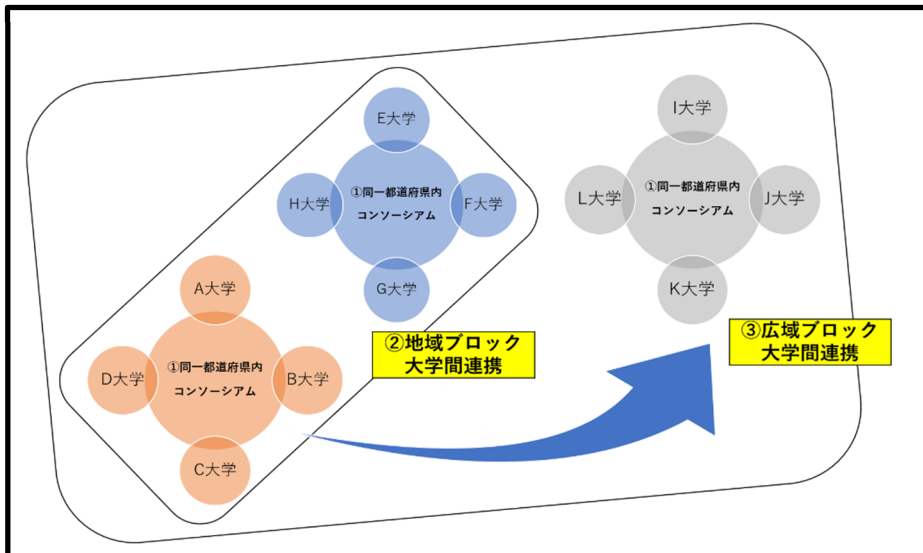 E大学
H大学
①同一都道府県内
コンソーシアム
F大学
G大学
I大学
L大学
①同一都道府県内
コンソーシアム
J大学
K大学
A大学
D大学
①同一都道府県内
コンソーシアム
B大学
C大学
②地域ブロック
大学間連携
③広域ブロック
大学間連携